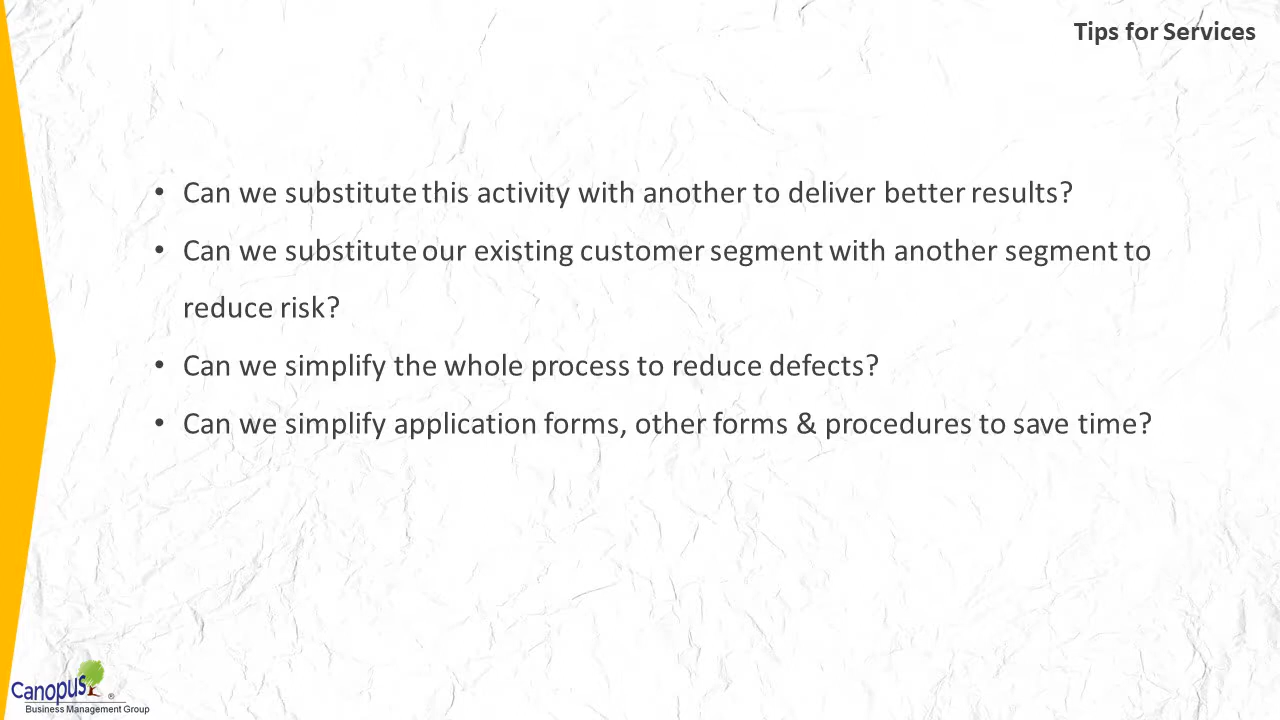 Tips for Services
• Can we substitute this activity with another to deliver better results?
• Can we substitute our existing customer segment with another segment to
reduce risk?
• Can we simplify the whole process to reduce defects?
• Can we simplify application forms, other forms & procedures to save time?
Canopus ®
Business Management Group